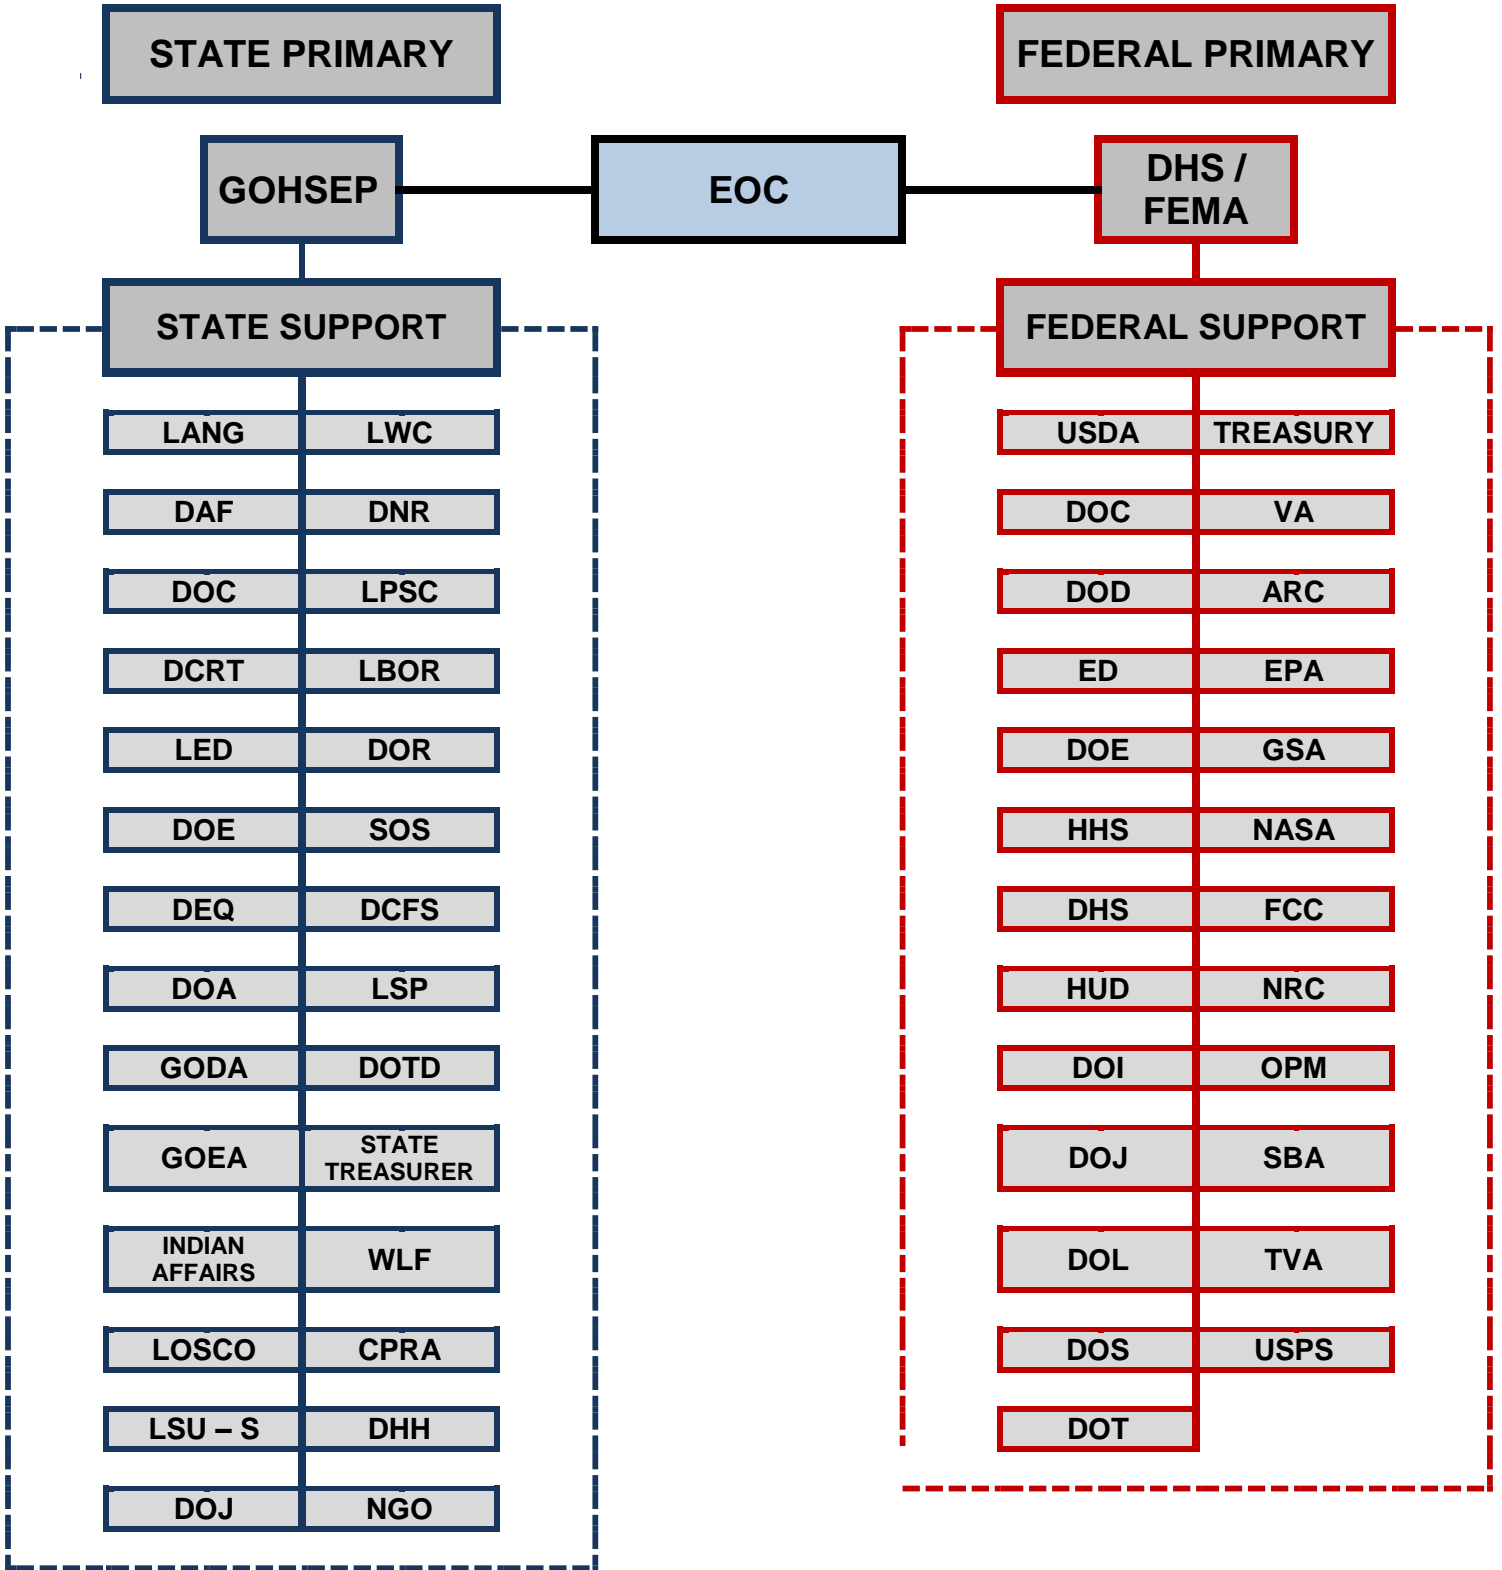 STATE PRIMARY
FEDERAL PRIMARY
GOHSEP
EOC
DHS /
FEMA
STATE SUPPORT
FEDERAL SUPPORT
LANG
LWC
DAF
DNR
DOC
LPSC
DCRT
LBOR
LED
DOR
DOE
SOS
DEQ
DCFS
DOA
LSP
GODA
DOTD
GOEA
STATE
TREASURER
INDIAN
AFFAIRS
WLF
LOSCO
CPRA
LSU – S
DHH
DOJ
NGO
USDA
TREASURY
DOC
VA
DOD
ARC
ED
EPA
DOE
GSA
HHS
NASA
DHS
FCC
HUD
NRC
DOI
OPM
DOJ
SBA
DOL
TVA
DOS
USPS
DOT